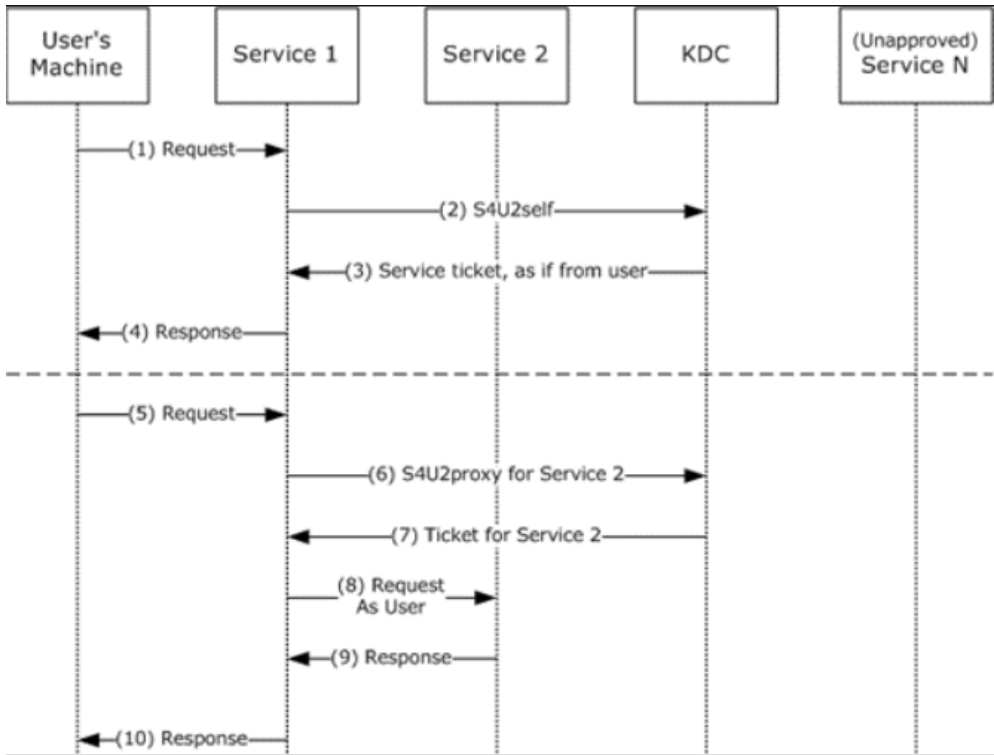 User's
Machine
Service 1
Service 2
KDC
(Unapproved)
Service N
(1) Request
(2) S4U2self
(3) Service ticket, as if from user
(4) Response
(5) Request
(6) S4U2proxy for Service 2
(7) Ticket for Service 2
(8) Request
As User
(9) Response
(10) Response